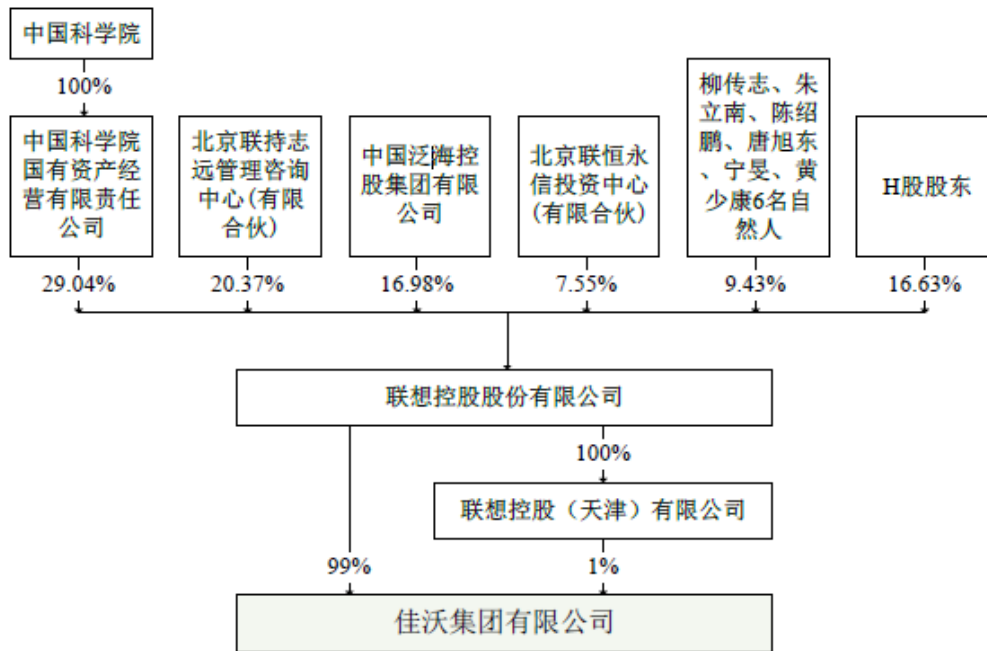 中国科学院
100%
中国科学院
国有资产经
营有限责任
公司
北京联持志
远管理咨询
中心(有限
合伙)
中国泛海控
股集团有限
公司
北京联恒永
信投资中心
(有限合伙)
柳传志、朱
立南、陈绍
鹏、唐旭东
、宁旻、黄
少康6名自
然人
H股股东
29.04%
20.37%
16.98%
7.55%
9.43%
16.63%
联想控股股份有限公司
100%
联想控股（天津）有限公司
99%
1%
佳沃集团有限公司